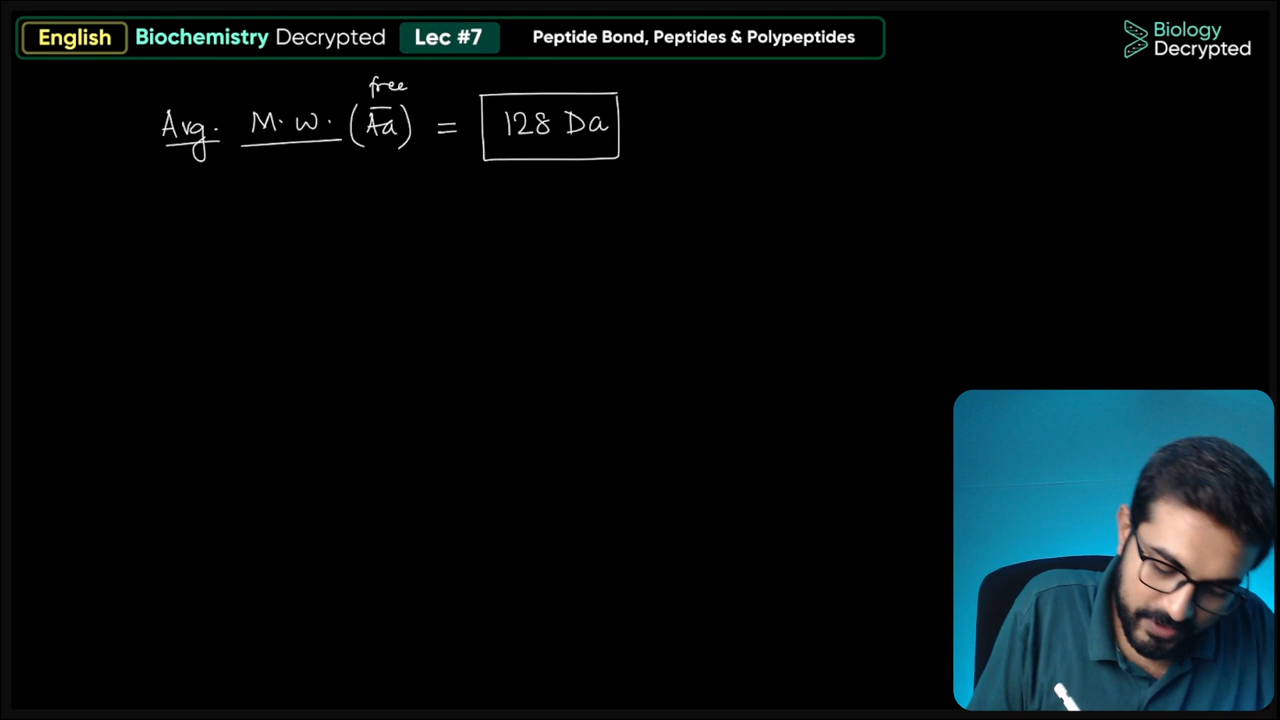 English Biochemistry Decrypted Lec #7 Peptide Bond, Peptides & Polypeptides
Biology
Decrypted
free
Avg. M.W. (Aa) = 128 Da